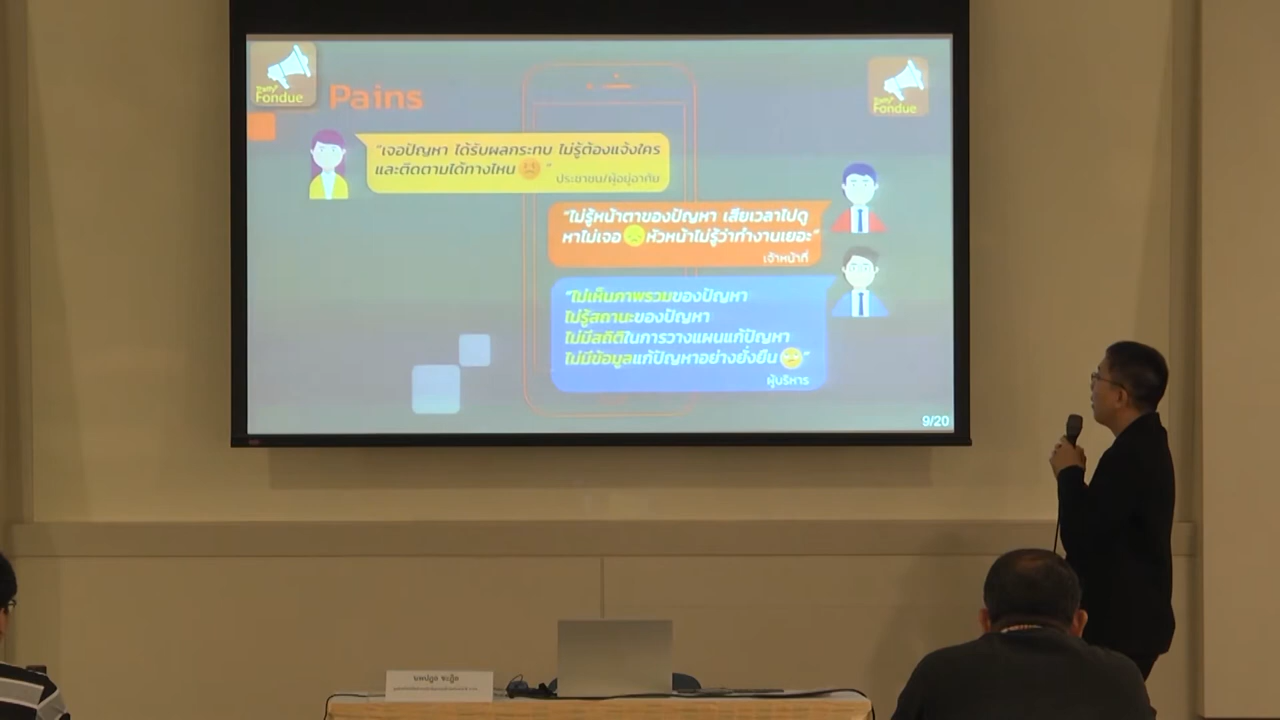 Traffy
Fondue
Pains
Traffy
Fondue
"เจอปัญหา ได้รับผลกระทบ ไม่รู้ต้องแจ้งใคร
และติดตามได้ทางไหน 😡 "
ประชาชน/ผู้อยู่อาศัย
"ไม่รู้หน้าตาของปัญหา เสียเวลาไปดู
หาไม่เจอ 😞 หัวหน้าไม่รู้ว่าทำงานเยอะ"
เจ้าหน้าที่
"ไม่เห็นภาพรวมของปัญหา
ไม่รู้สถานะของปัญหา
ไม่มีสถิติในการวางแผนแก้ปัญหา
ไม่มีข้อมูลแก้ปัญหาอย่างยั่งยืน 🤔"
ผู้บริหาร
9/20